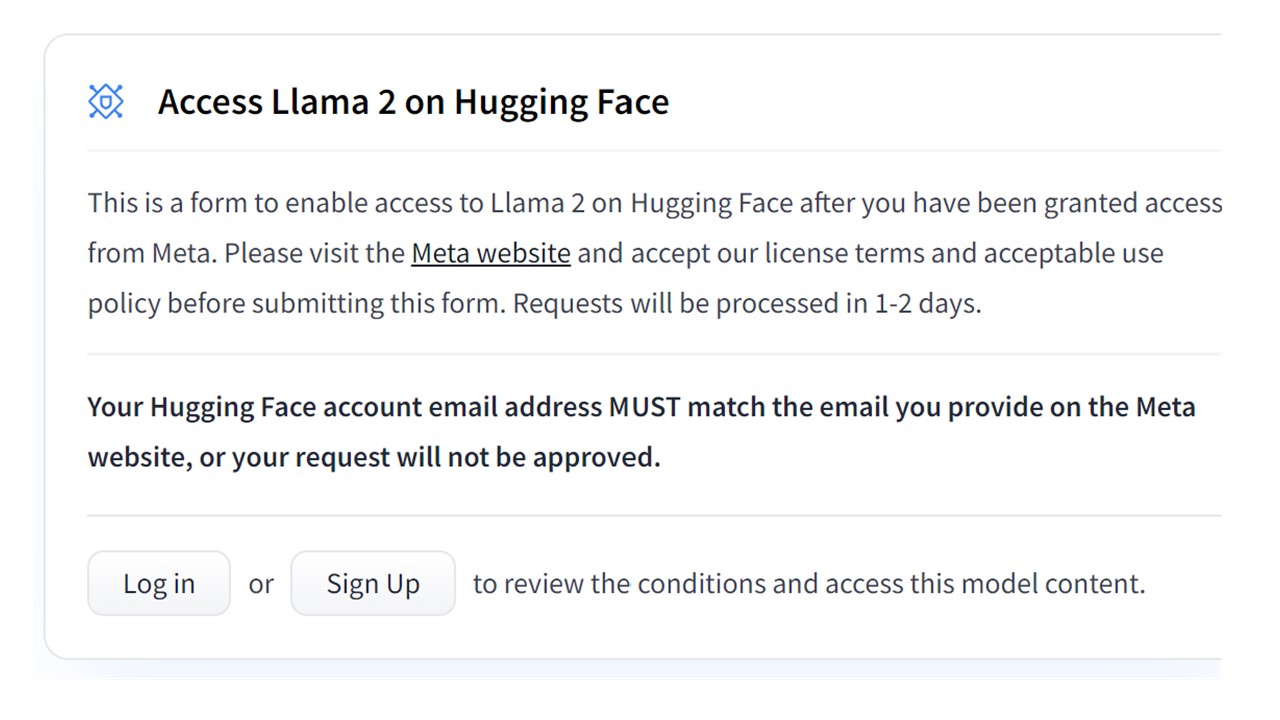 Access Llama 2 on Hugging Face
This is a form to enable access to Llama 2 on Hugging Face after you have been granted access
from Meta. Please visit the Meta website and accept our license terms and acceptable use
policy before submitting this form. Requests will be processed in 1-2 days.
Your Hugging Face account email address MUST match the email you provide on the Meta
website, or your request will not be approved.
Log in or Sign Up to review the conditions and access this model content.